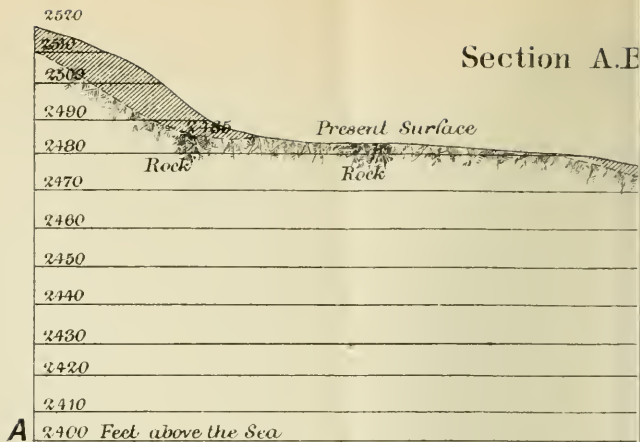 2520
2510
Section A.B
2500
2490
2485
Present Surface
2480
Rock
Rock
2470
2460
2450
2440
2430
2420
2410
A
2400 Feet above the Sea